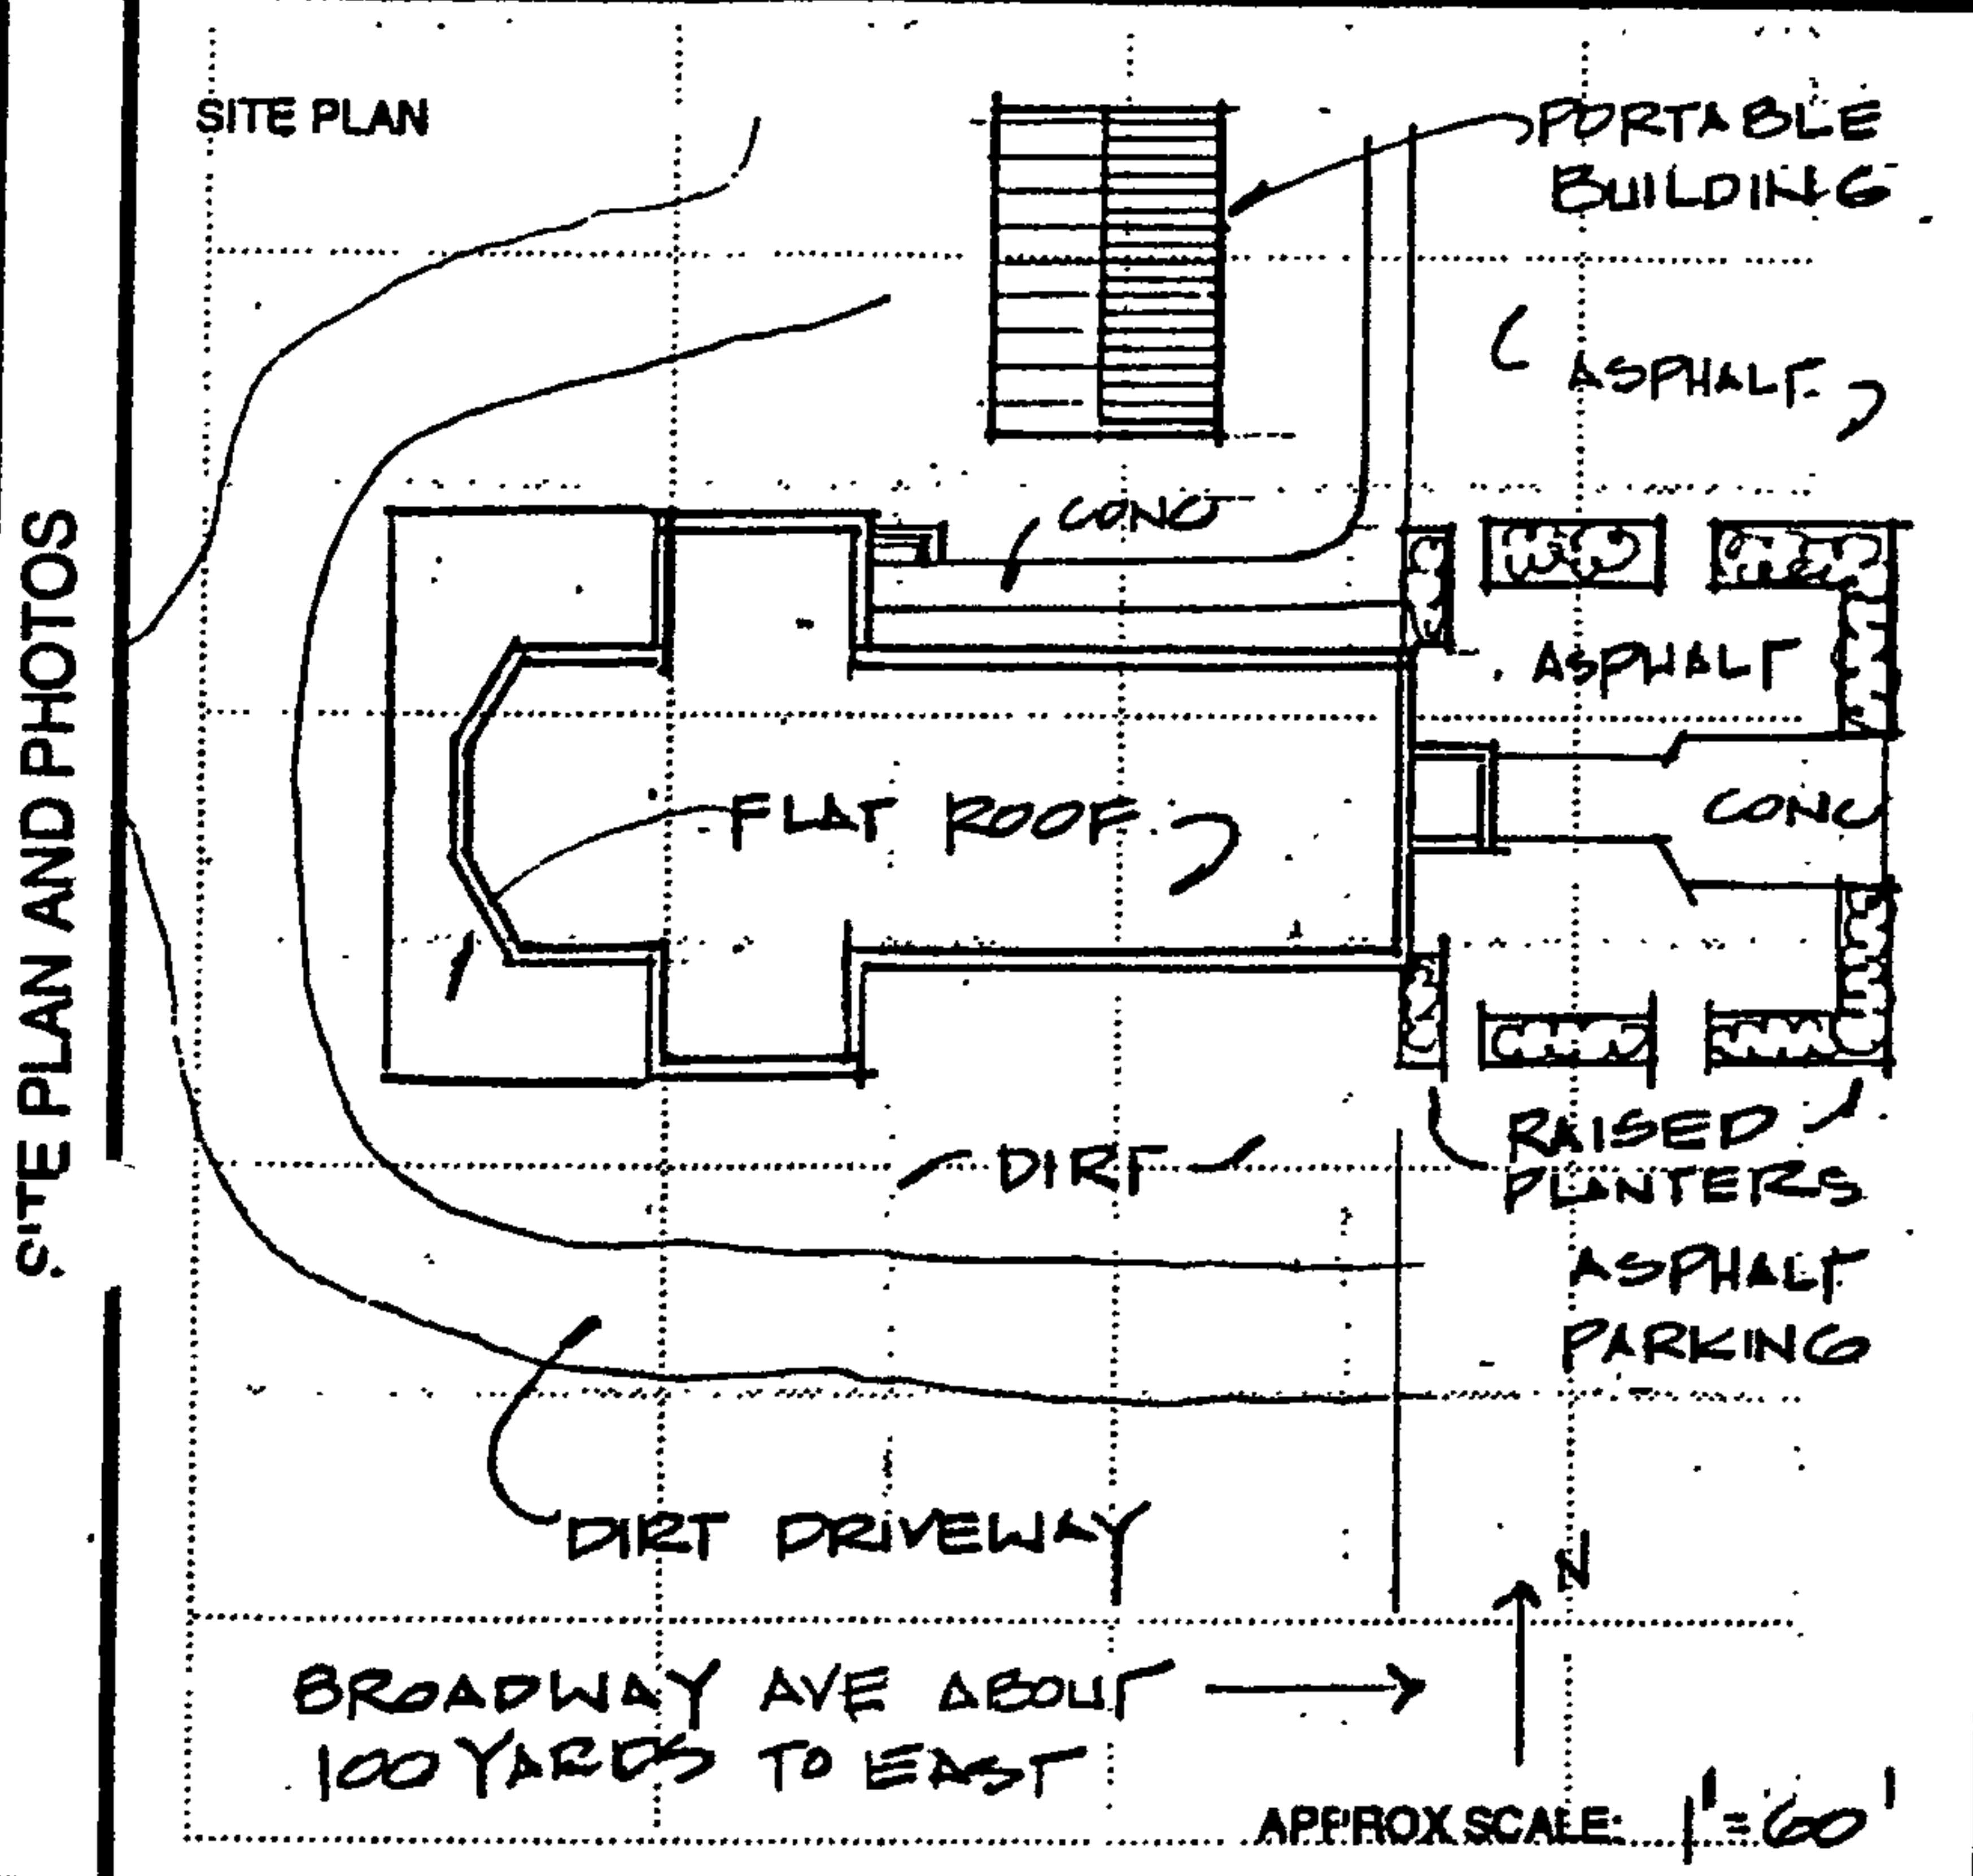 SITE PLAN AND PHOTOS
SITE PLAN
PORTABLE
BUILDING
ASPHALT
CONC
ASPHALT
FLAT ROOF
CONC
RAISED
PLANTERS
DIRT
ASPHALT
PARKING
DIRT DRIVEWAY
N
BROADWAY AVE ABOUT
100 YARDS TO EAST
APPROX SCALE: 1' = 60'